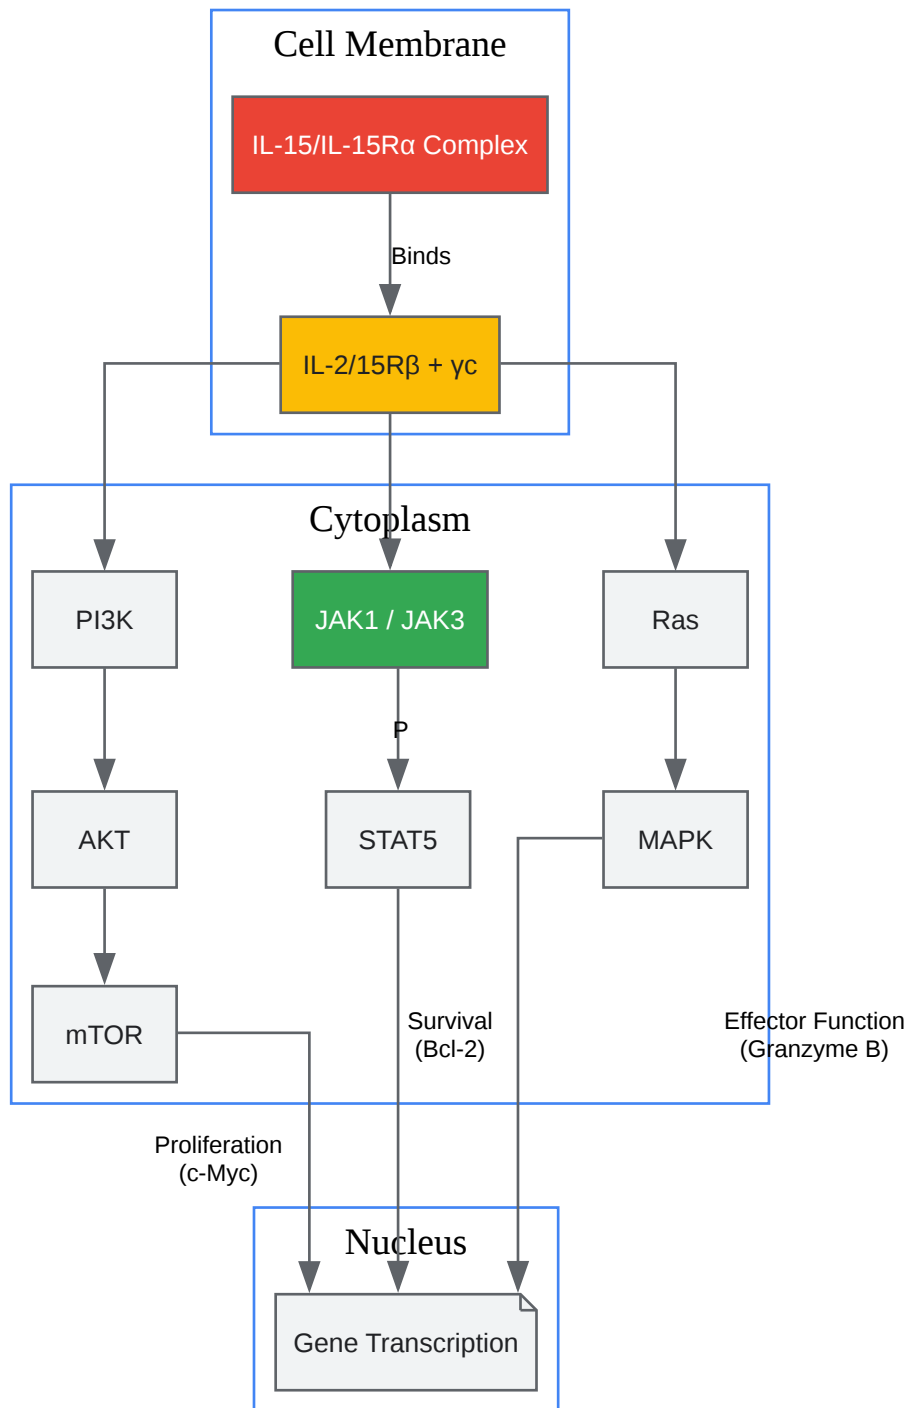 Cell Membrane
IL-15/IL-15Rα Complex
Binds
IL-2/15Rβ + γc
Cytoplasm
PI3K
JAK1 / JAK3
Ras
P
AKT
STAT5
MAPK
mTOR
Survival
(Bcl-2)
Effector Function
(Granzyme B)
Proliferation
(c-Myc)
Nucleus
Gene Transcription